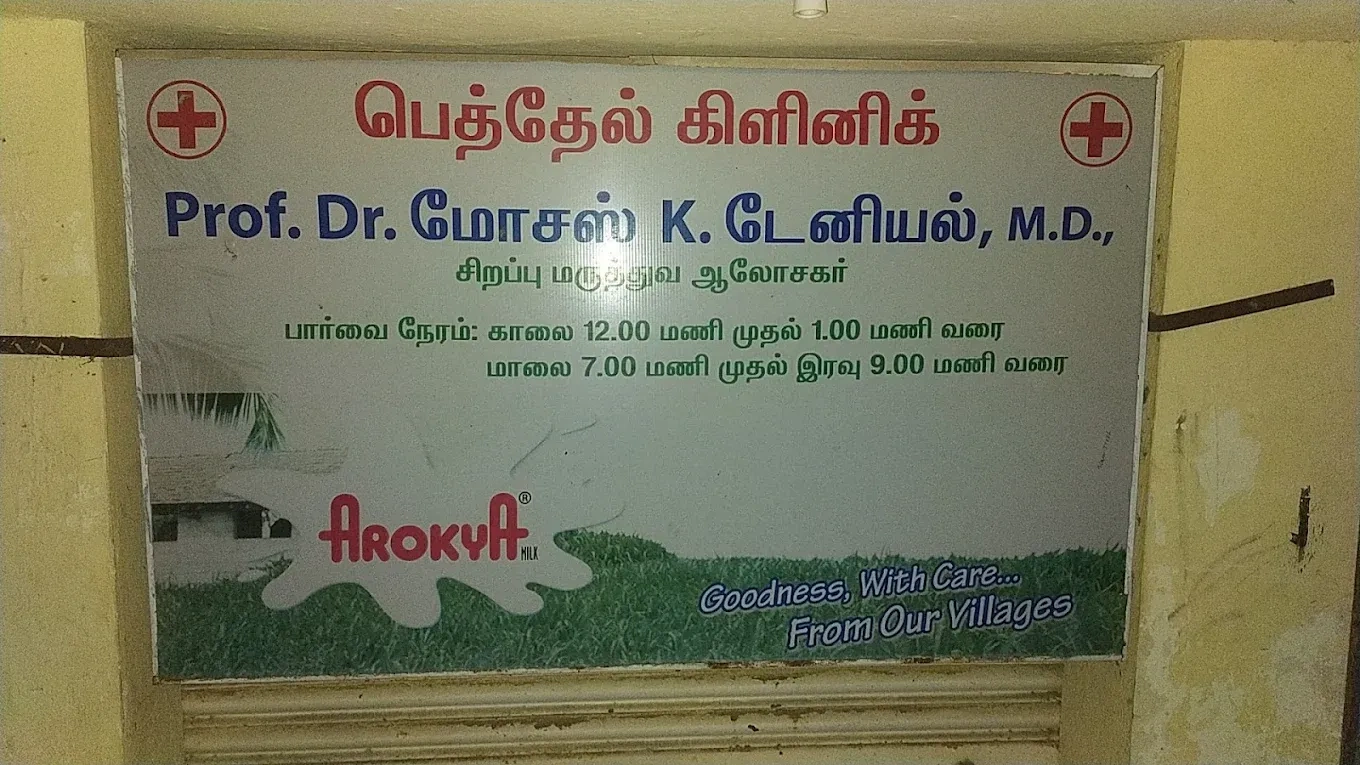 பெத்தேல் கிளினிக்
Prof. Dr. மோசஸ் K. டேனியல், M.D.,
சிறப்பு மருத்துவ ஆலோசகர்
பார்வை நேரம்: காலை 12.00 மணி முதல் 1.00 மணி வரை
மாலை 7.00 மணி முதல் இரவு 9.00 மணி வரை
AROKYA®
MILK
Goodness, With Care...
From Our Villages